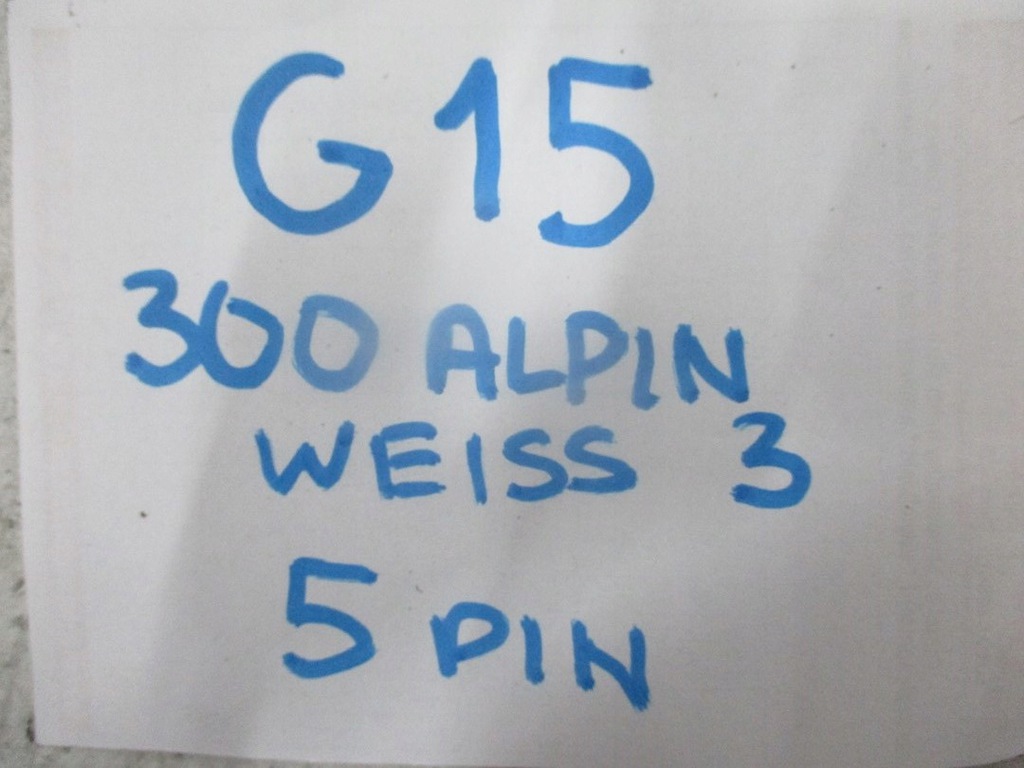 G15
300 ALPIN
WEISS 3
5 PIN